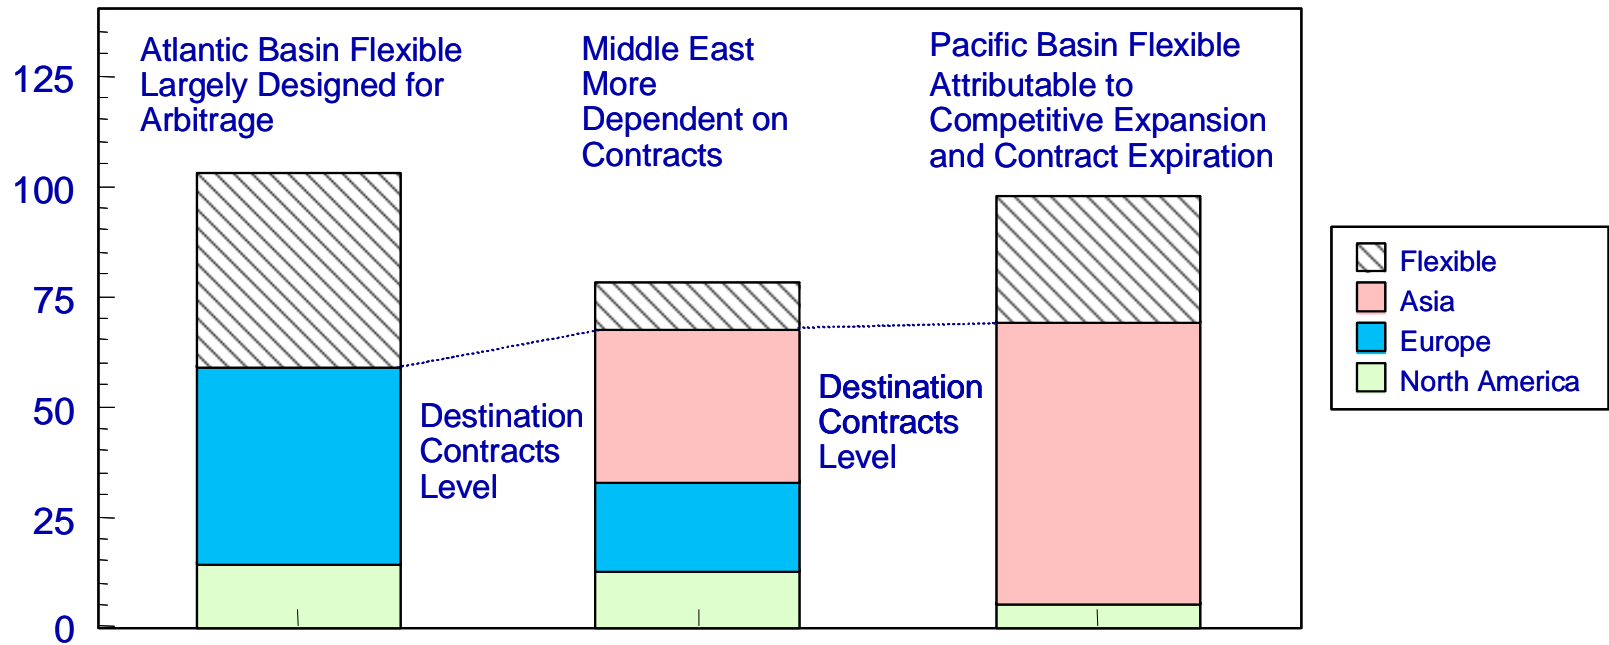 Atlantic Basin Flexible
Largely Designed for
Arbitrage
Middle East
More
Dependent on
Contracts
Pacific Basin Flexible
Attributable to
Competitive Expansion
and Contract Expiration
125
100
75
50
25
0
Destination
Contracts
Level
Destination
Contracts
Level
Flexible
Asia
Europe
North America